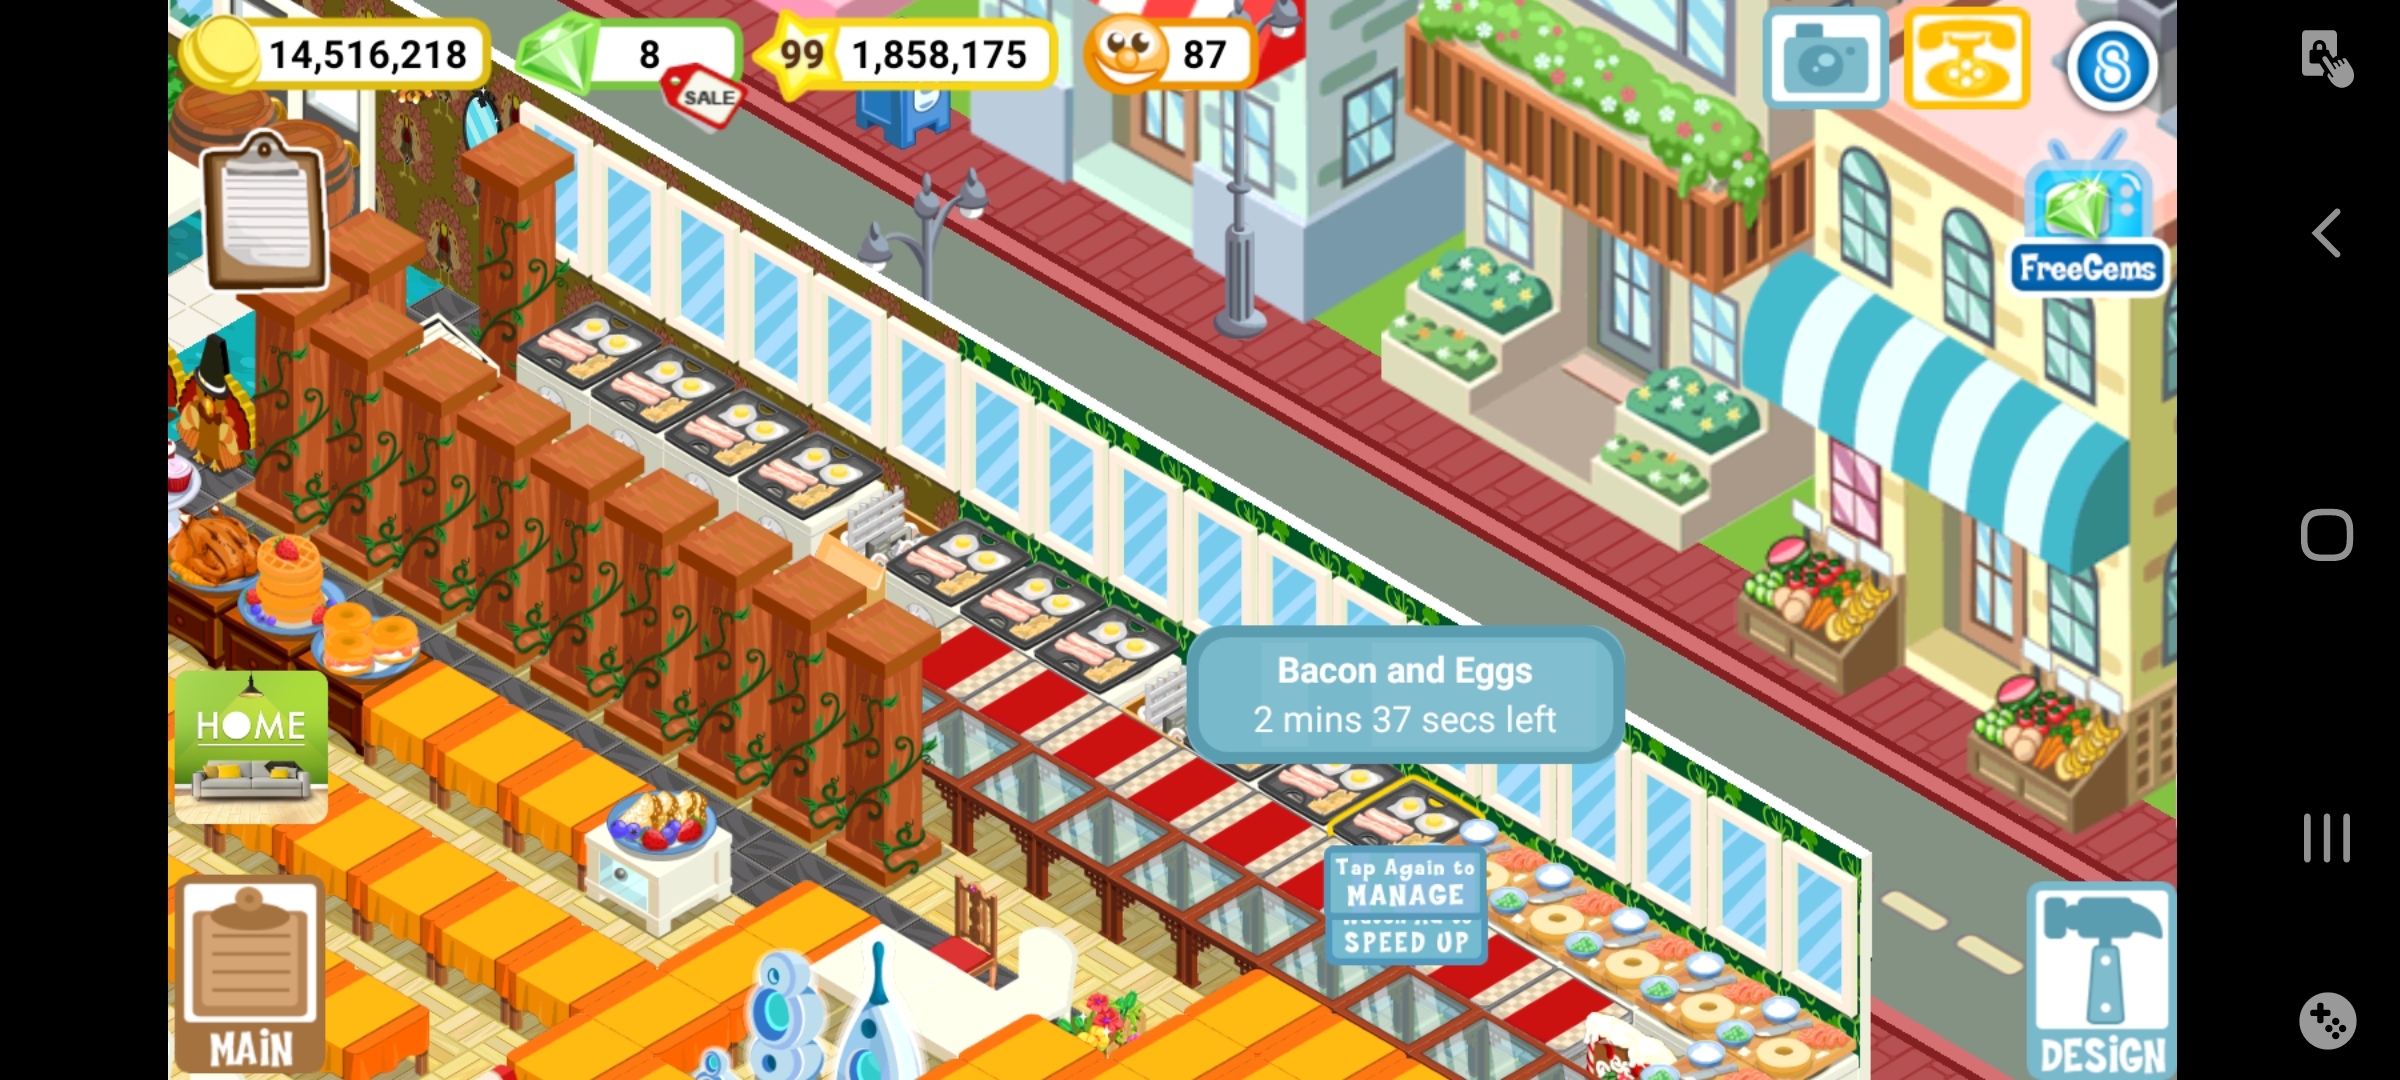 14,516,218
8
SALE
99
1,858,175
87
FreeGems
HOME
Bacon and Eggs
2 mins 37 secs left
Tap Again to
MANAGE
SPEED UP
MAiN
DESiGN